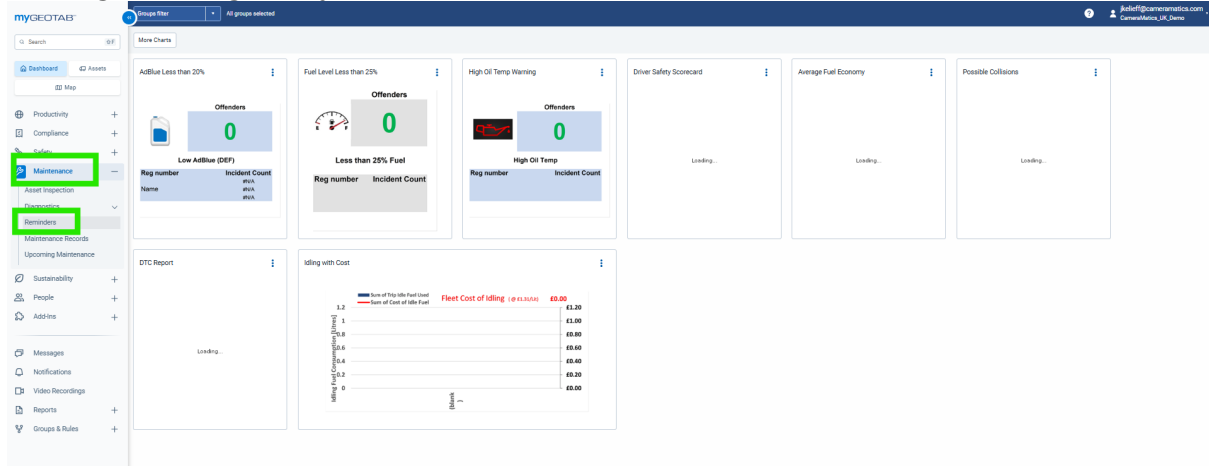 myGEOTAB
Groups filter
All groups selected
?
jkelieff@cameramatics.com
CameraMatics_UK_Demo
Search
More Charts
Dashboard
Assets
Map
Productivity
Compliance
Safety
Maintenance
Asset Inspection
Diagnostics
Reminders
Maintenance Records
Upcoming Maintenance
Sustainability
People
Add-Ins
Messages
Notifications
Video Recordings
Reports
Groups & Rules
AdBlue Less than 20%
Offenders
0
Low AdBlue (DEF)
Reg number Incident Count
#N/A
Name #N/A
#N/A
Fuel Level Less than 25%
Offenders
E F
0
Less than 25% Fuel
Reg number Incident Count
High Oil Temp Warning
Offenders
0
High Oil Temp
Reg number Incident Count
Driver Safety Scorecard
Loading...
Average Fuel Economy
Loading...
Possible Collisions
Loading...
DTC Report
Loading...
Idling with Cost
Sum of Trip Idle Fuel Used
Sum of Cost of Idle Fuel
Fleet Cost of Idling (@ £1.31/Lt) £0.00
Idling Fuel Consumption [Litres]
1.2 £1.20
1 £1.00
0.8 £0.80
0.6 £0.60
0.4 £0.40
0.2 £0.20
0 £0.00
(blank
)